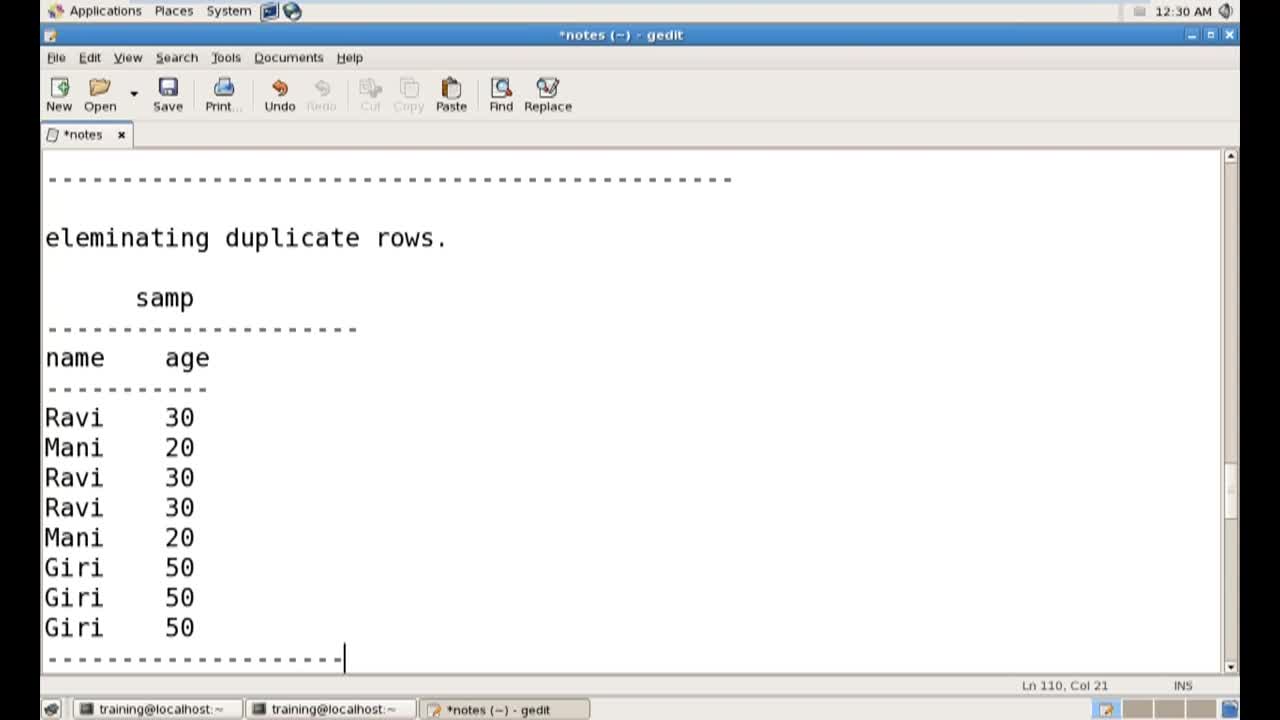 Applications Places System 12:30 AM
*notes (~) - gedit
File Edit View Search Tools Documents Help
New Open Save Print... Undo Redo Cut Copy Paste Find Replace
*notes
----------------------------------------------
eleminating duplicate rows.
samp
---------------------
name age
-----------
Ravi 30
Mani 20
Ravi 30
Ravi 30
Mani 20
Giri 50
Giri 50
Giri 50
--------------------
Ln 110, Col 21 INS
training@localhost:~ training@localhost:~ *notes (~) - gedit